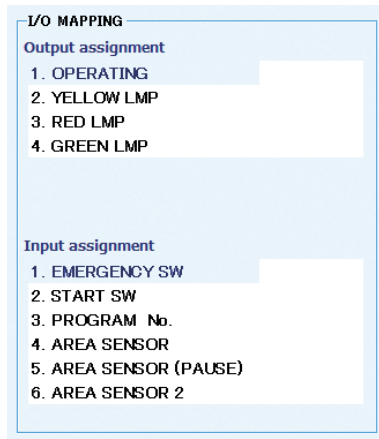 I/O MAPPING
Output assignment
1. OPERATING
2. YELLOW LMP
3. RED LMP
4. GREEN LMP
Input assignment
1. EMERGENCY SW
2. START SW
3. PROGRAM No.
4. AREA SENSOR
5. AREA SENSOR (PAUSE)
6. AREA SENSOR 2